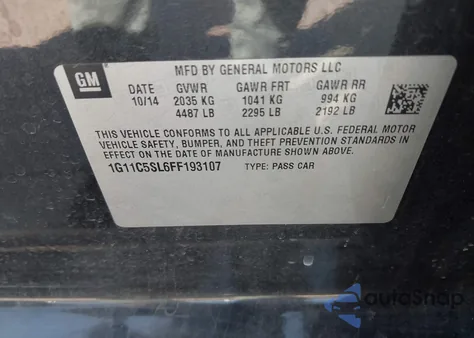 GM
MFD BY GENERAL MOTORS LLC
DATE GVWR GAWR FRT GAWR RR
10/14 2035 KG 1041 KG 994 KG
4487 LB 2295 LB 2192 LB
THIS VEHICLE CONFORMS TO ALL APPLICABLE U.S. FEDERAL MOTOR
VEHICLE SAFETY, BUMPER, AND THEFT PREVENTION STANDARDS IN
EFFECT ON THE DATE OF MANUFACTURE SHOWN ABOVE.
1G11C5SL6FF193107 TYPE: PASS CAR
AutoSnap